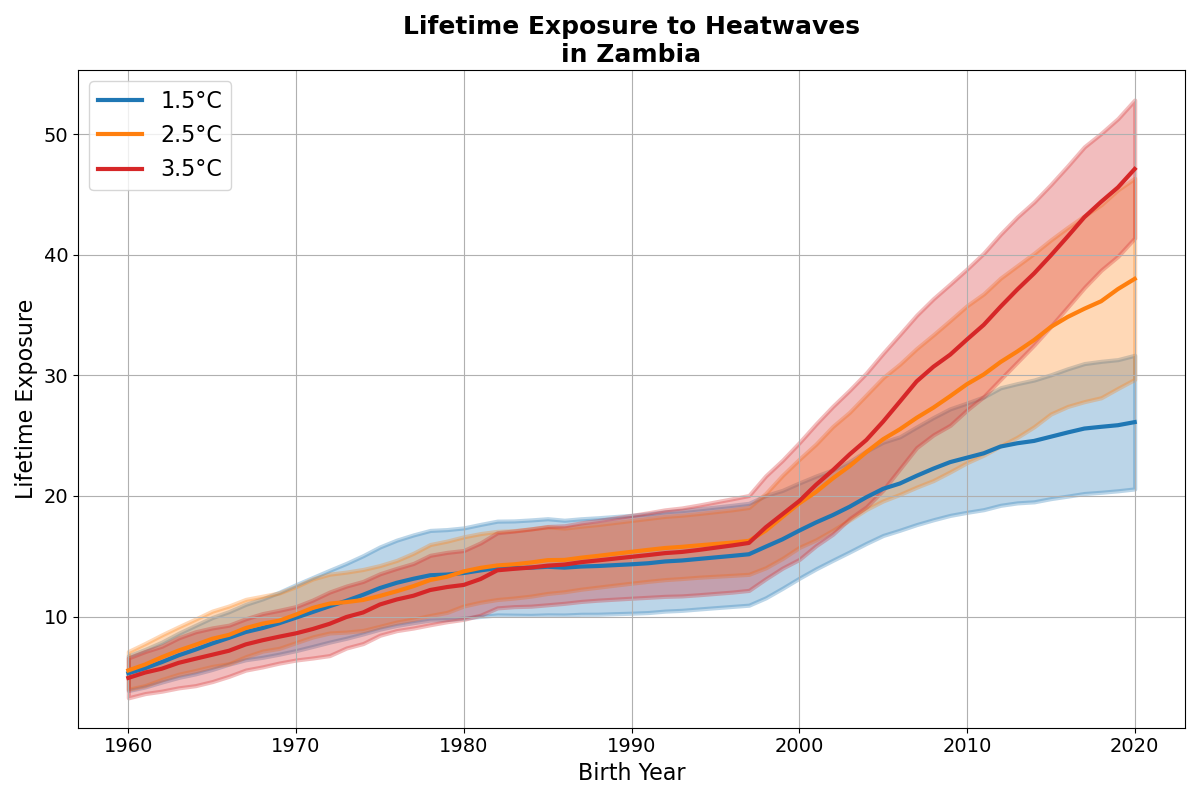 Lifetime Exposure to Heatwaves
in Zambia
1.5°C
2.5°C
3.5°C
Lifetime Exposure
50
40
30
20
10
1960 1970 1980 1990 2000 2010 2020
Birth Year